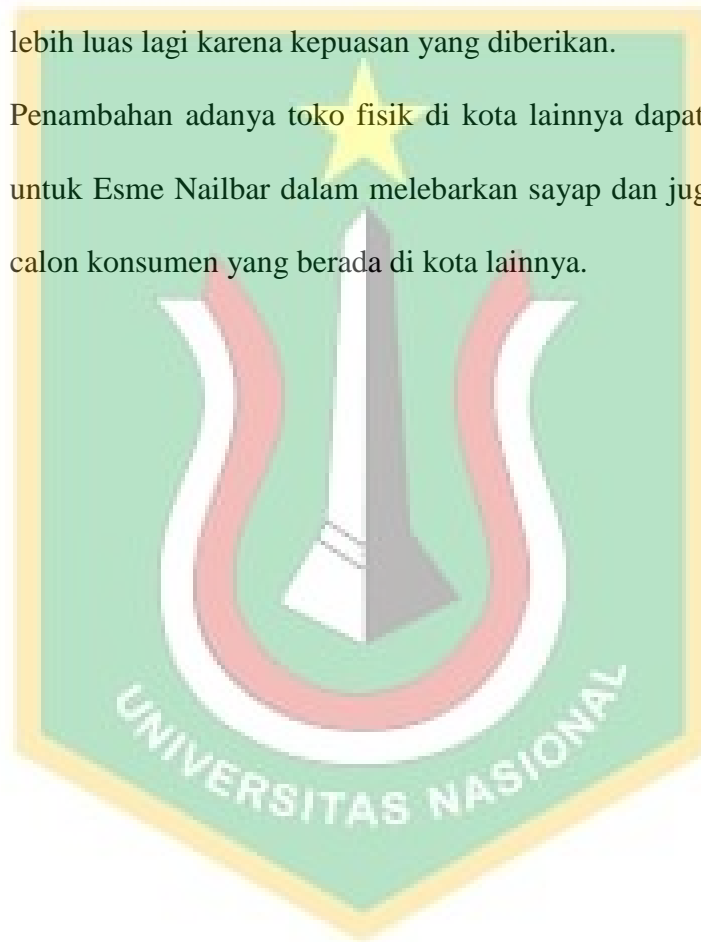 lebih luas lagi karena kepuasan yang diberikan.
Penambahan adanya toko fisik di kota lainnya dapat
untuk Esme Nailbar dalam melebarkan sayap dan jug
calon konsumen yang berada di kota lainnya.
UNIVERSITAS NASIONAL